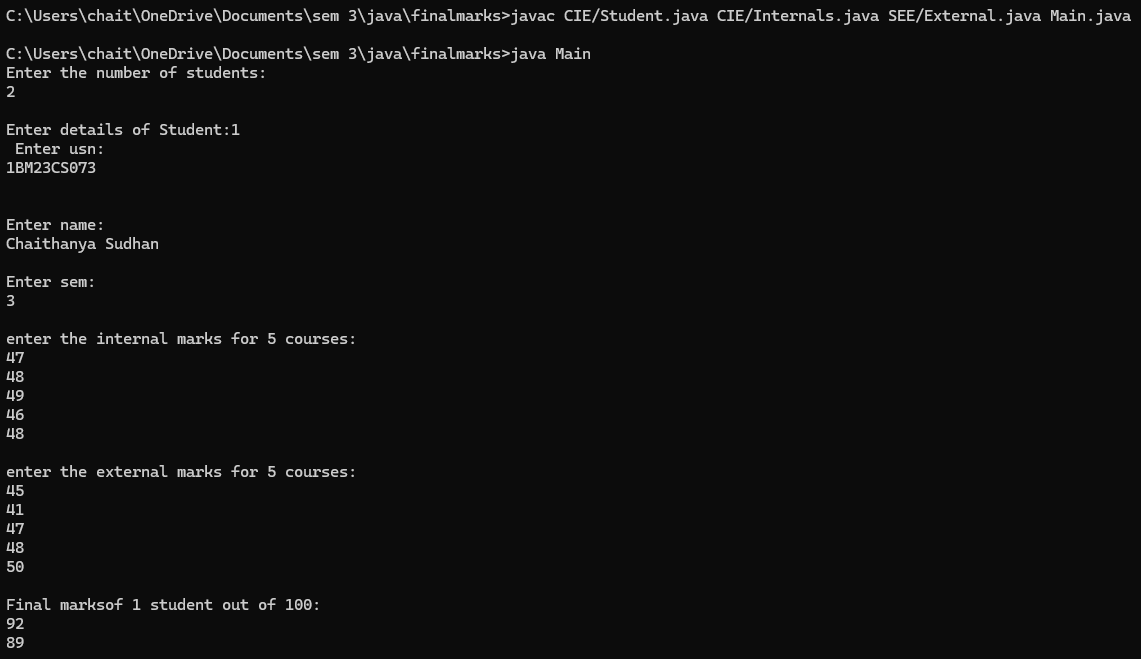 C:\Users\chait\OneDrive\Documents\sem 3\java\finalmarks>javac CIE/Student.java CIE/Internals.java SEE/External.java Main.java
C:\Users\chait\OneDrive\Documents\sem 3\java\finalmarks>java Main
Enter the number of students:
2
Enter details of Student:1
Enter usn:
1BM23CS073
Enter name:
Chaithanya Sudhan
Enter sem:
3
enter the internal marks for 5 courses:
47
48
49
46
48
enter the external marks for 5 courses:
45
41
47
48
50
Final marksof 1 student out of 100:
92
89